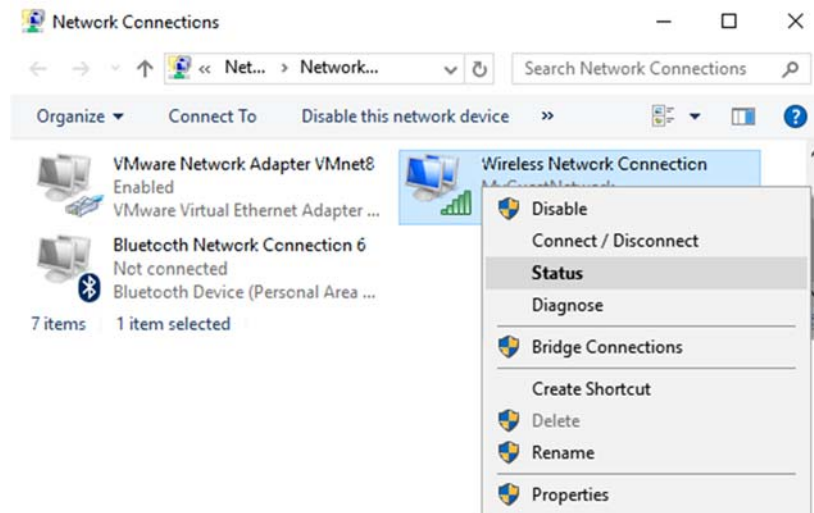 Network Connections
« Net... > Network...
Search Network Connections
Organize
Connect To
Disable this network device
»
VMware Network Adapter VMnet8
Enabled
VMware Virtual Ethernet Adapter ...
Bluetooth Network Connection 6
Not connected
Bluetooth Device (Personal Area ...
Wireless Network Connection
MyGuestNetwork
Disable
Connect / Disconnect
Status
Diagnose
Bridge Connections
Create Shortcut
Delete
Rename
Properties
7 items
1 item selected